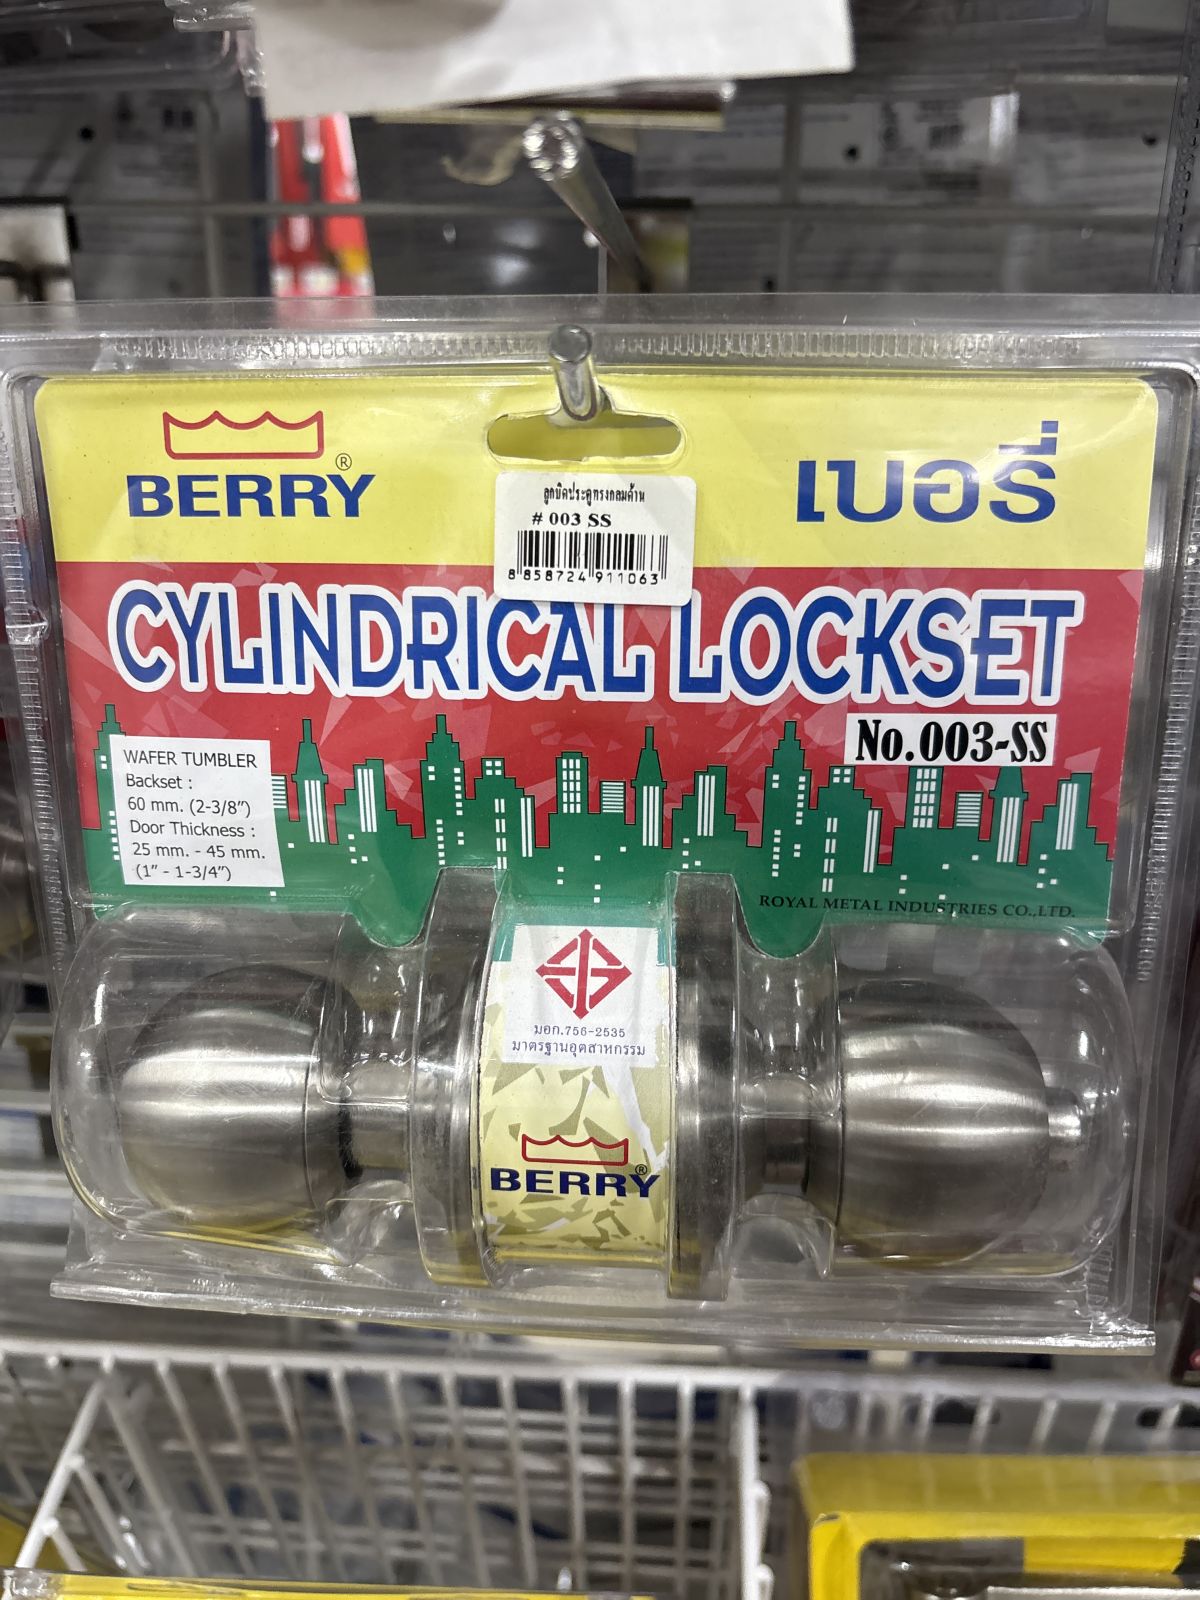 BERRY®
เบอรี่
ลูกบิดประตูทรงกลมด้าน
# 003 SS
8 858724 911063
CYLINDRICAL LOCKSET
No.003-SS
WAFER TUMBLER
Backset :
60 mm. (2-3/8”)
Door Thickness :
25 mm. - 45 mm.
(1” - 1-3/4”)
ROYAL METAL INDUSTRIES CO.,LTD.
มอก.756-2535
มาตรฐานอุตสาหกรรม
BERRY®